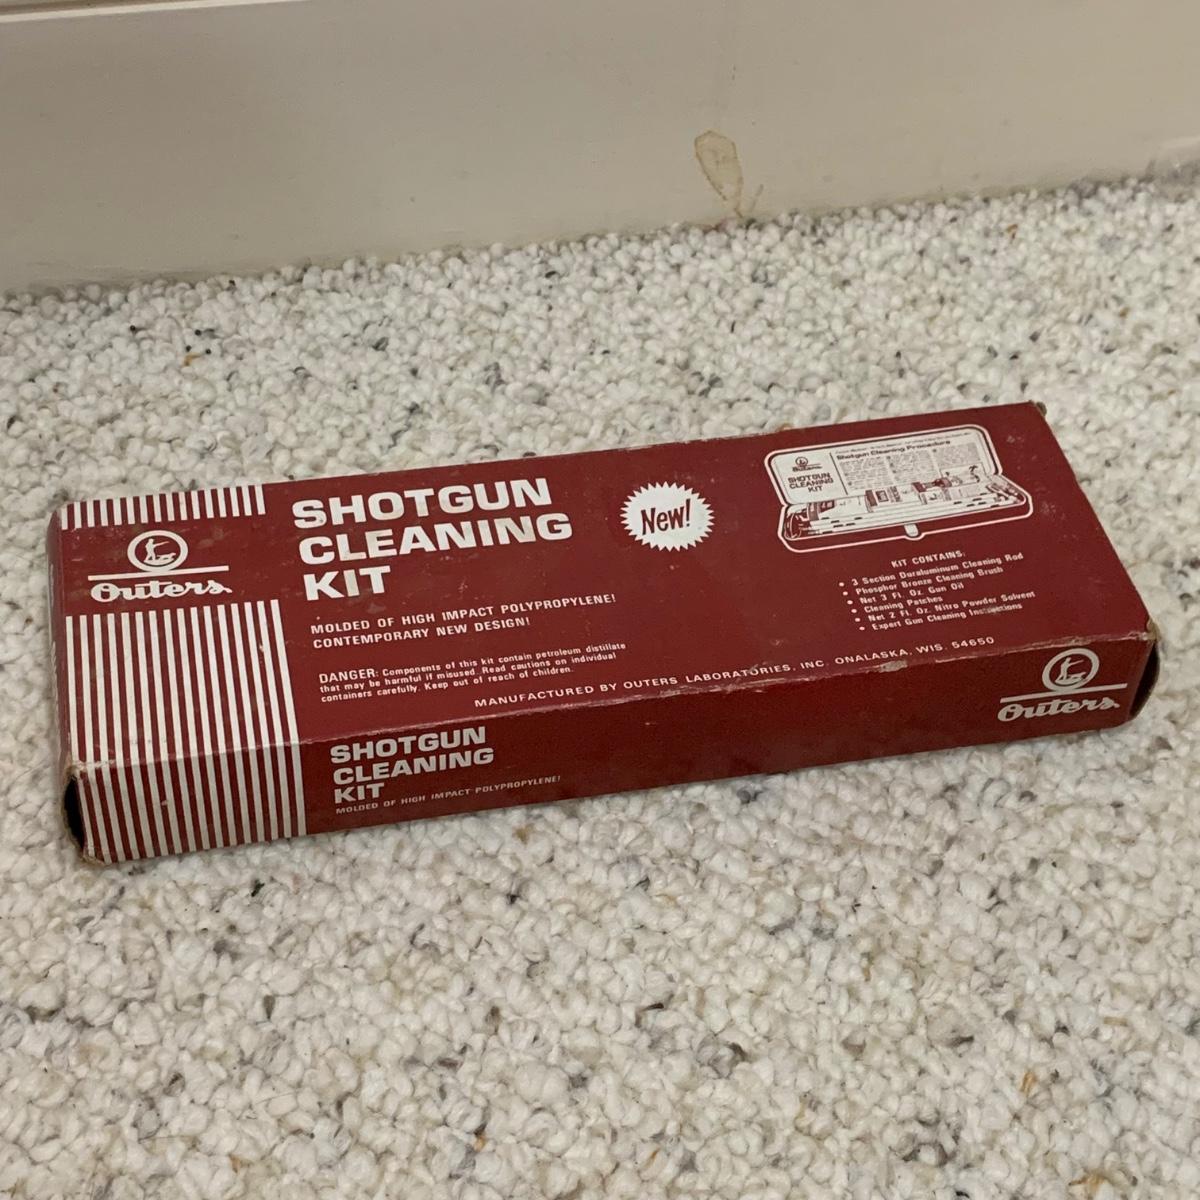 Outers
SHOTGUN
CLEANING
KIT
MOLDED OF HIGH IMPACT POLYPROPYLENE!
CONTEMPORARY NEW DESIGN!
DANGER: Components of this kit contain petroleum distillate
that may be harmful if misused. Read cautions on individual
containers carefully. Keep out of reach of children.
MANUFACTURED BY OUTERS LABORATORIES, INC. ONALASKA, WIS. 54650
New!
Outers
SHOTGUN
CLEANING
KIT
Shotgun Cleaning Procedure
KIT CONTAINS:
• 3 Section Duraluminum Cleaning Rod
• Phosphor Bronze Cleaning Brush
• Net 3 Fl. Oz. Gun Oil
• Cleaning Patches
• Net 2 Fl. Oz. Nitro Powder Solvent
• Expert Gun Cleaning Instructions
SHOTGUN
CLEANING
KIT
MOLDED OF HIGH IMPACT POLYPROPYLENE!
Outers